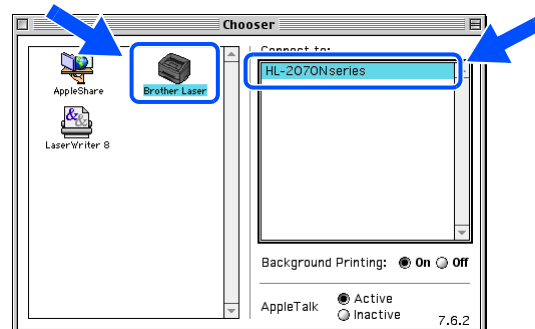 Chooser
AppleShare
Brother Laser
LaserWriter 8
Connect to:
HL-2070Nseries
Background Printing: On Off
AppleTalk Active
Inactive
7.6.2